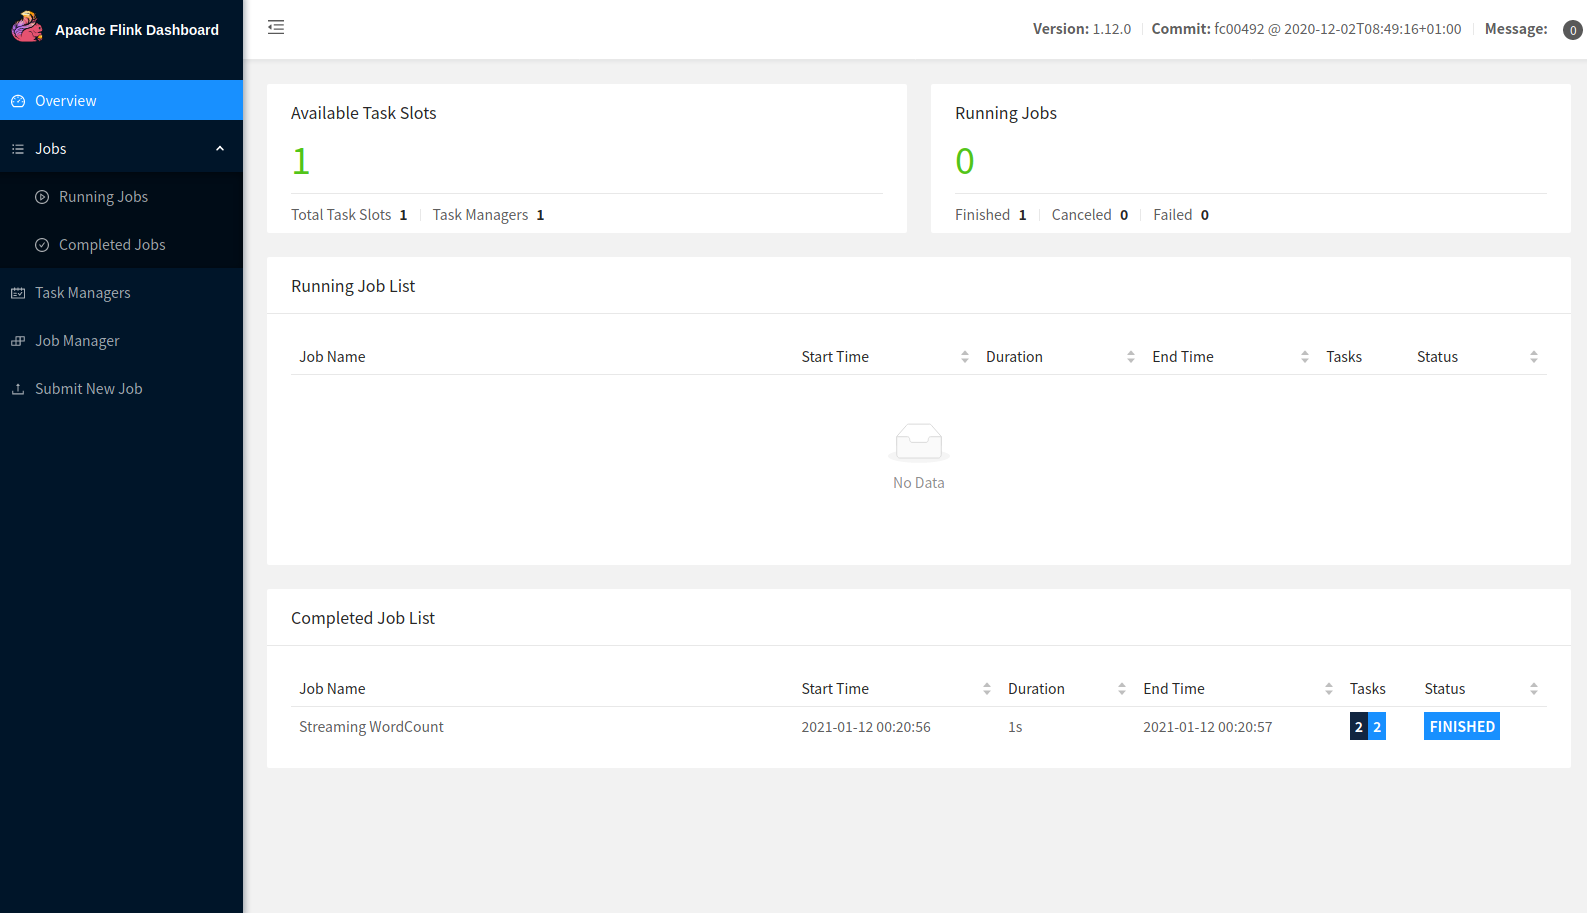 Apache Flink Dashboard
Version: 1.12.0 Commit: fc00492 @ 2020-12-02T08:49:16+01:00 Message: 0
Overview
Jobs
Running Jobs
Completed Jobs
Task Managers
Job Manager
Submit New Job
Available Task Slots
1
Total Task Slots 1 Task Managers 1
Running Jobs
0
Finished 1 Canceled 0 Failed 0
Running Job List
Job Name Start Time Duration End Time Tasks Status
No Data
Completed Job List
Job Name Start Time Duration End Time Tasks Status
Streaming WordCount 2021-01-12 00:20:56 1s 2021-01-12 00:20:57 2 2 FINISHED